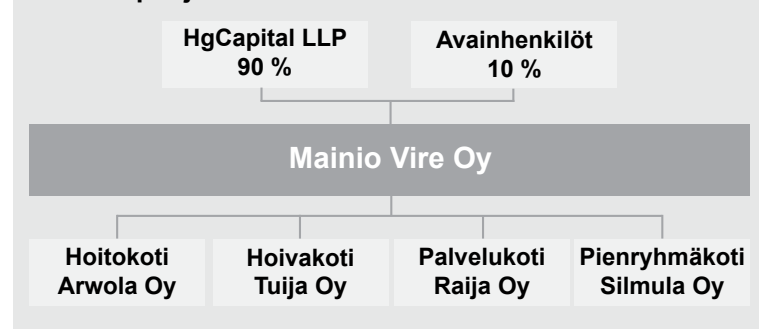 HgCapital LLP
90 %
Avainhenkilöt
10 %
Mainio Vire Oy
Hoitokoti
Arwola Oy
Hoivakoti
Tuija Oy
Palvelukoti
Raija Oy
Pienryhmäkoti
Silmula Oy